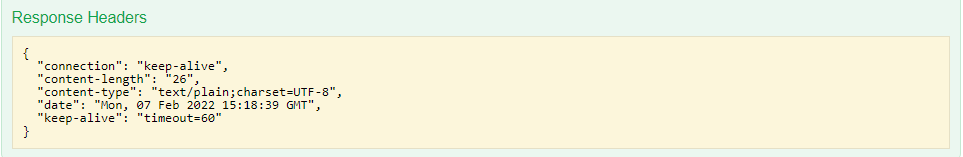 Response Headers
{
  "connection": "keep-alive",
  "content-length": "26",
  "content-type": "text/plain;charset=UTF-8",
  "date": "Mon, 07 Feb 2022 15:18:39 GMT",
  "keep-alive": "timeout=60"
}